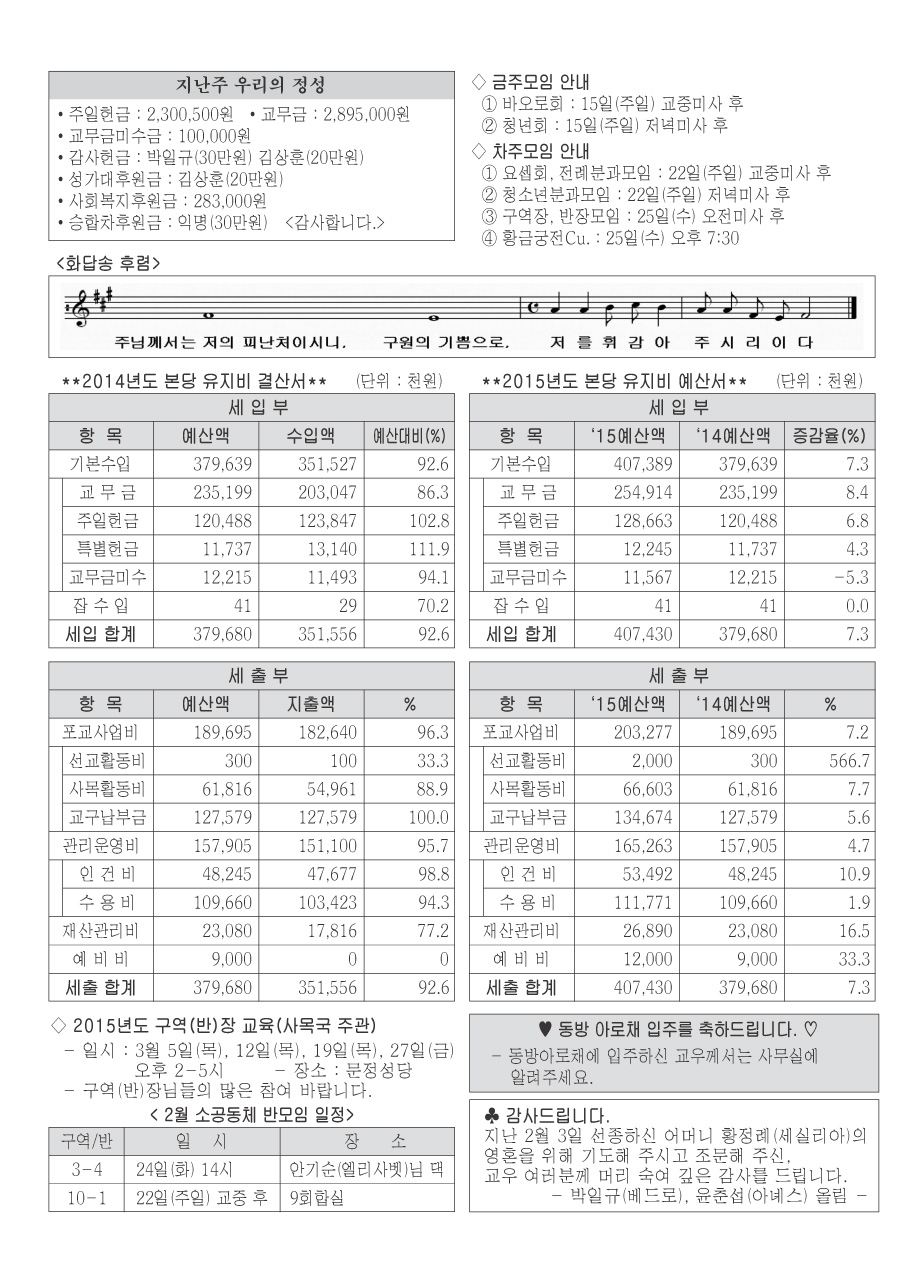 지난주 우리의 정성
• 주일헌금 : 2,300,500원 • 교무금 : 2,895,000원
• 교무금미수금 : 100,000원
• 감사헌금 : 박일규(30만원) 김상훈(20만원)
• 성가대후원금 : 김상훈(20만원)
• 사회복지후원금 : 283,000원
• 승합차후원금 : 익명(30만원) <감사합니다.>
◇ 금주모임 안내
① 바오로회 : 15일(주일) 교중미사 후
② 청년회 : 15일(주일) 저녁미사 후
◇ 차주모임 안내
① 요셉회, 전례분과모임 : 22일(주일) 교중미사 후
② 청소년분과모임 : 22일(주일) 저녁미사 후
③ 구역장, 반장모임 : 25일(수) 오전미사 후
④ 황금궁전Cu. : 25일(수) 오후 7:30
<화답송 후렴>
주님께서는 저의 피난처이시니, 구원의 기쁨으로, 저 를 휘 감 아 주 시 리 이 다
**2014년도 본당 유지비 결산서** (단위 : 천원)
세 입 부
항 목 예산액 수입액 예산대비(%)
기본수입 379,639 351,527 92.6
교 무 금 235,199 203,047 86.3
주일헌금 120,488 123,847 102.8
특별헌금 11,737 13,140 111.9
교무금미수 12,215 11,493 94.1
잡 수 입 41 29 70.2
세입 합계 379,680 351,556 92.6
세 출 부
항 목 예산액 지출액 %
포교사업비 189,695 182,640 96.3
선교활동비 300 100 33.3
사목활동비 61,816 54,961 88.9
교구납부금 127,579 127,579 100.0
관리운영비 157,905 151,100 95.7
인 건 비 48,245 47,677 98.8
수 용 비 109,660 103,423 94.3
재산관리비 23,080 17,816 77.2
예 비 비 9,000 0 0
세출 합계 379,680 351,556 92.6
**2015년도 본당 유지비 예산서** (단위 : 천원)
세 입 부
항 목 ‘15예산액 ‘14예산액 증감율(%)
기본수입 407,389 379,639 7.3
교 무 금 254,914 235,199 8.4
주일헌금 128,663 120,488 6.8
특별헌금 12,245 11,737 4.3
교무금미수 11,567 12,215 -5.3
잡 수 입 41 41 0.0
세입 합계 407,430 379,680 7.3
세 출 부
항 목 ‘15예산액 ‘14예산액 %
포교사업비 203,277 189,695 7.2
선교활동비 2,000 300 566.7
사목활동비 66,603 61,816 7.7
교구납부금 134,674 127,579 5.6
관리운영비 165,263 157,905 4.7
인 건 비 53,492 48,245 10.9
수 용 비 111,771 109,660 1.9
재산관리비 26,890 23,080 16.5
예 비 비 12,000 9,000 33.3
세출 합계 407,430 379,680 7.3
◇ 2015년도 구역(반)장 교육(사목국 주관)
- 일시 : 3월 5일(목), 12일(목), 19일(목), 27일(금)
오후 2-5시 - 장소 : 문정성당
- 구역(반)장님들의 많은 참여 바랍니다.
< 2월 소공동체 반모임 일정>
구역/반 일 시 장 소
3-4 24일(화) 14시 안기순(엘리사벳)님 댁
10-1 22일(주일) 교중 후 9회합실
♥ 동방 아로채 입주를 축하드립니다. ♡
- 동방아로채에 입주하신 교우께서는 사무실에
알려주세요.
♣ 감사드립니다.
지난 2월 3일 선종하신 어머니 황정례(세실리아)의
영혼을 위해 기도해 주시고 조문해 주신,
교우 여러분께 머리 숙여 깊은 감사를 드립니다.
- 박일규(베드로), 윤춘섭(아네스) 올림 -